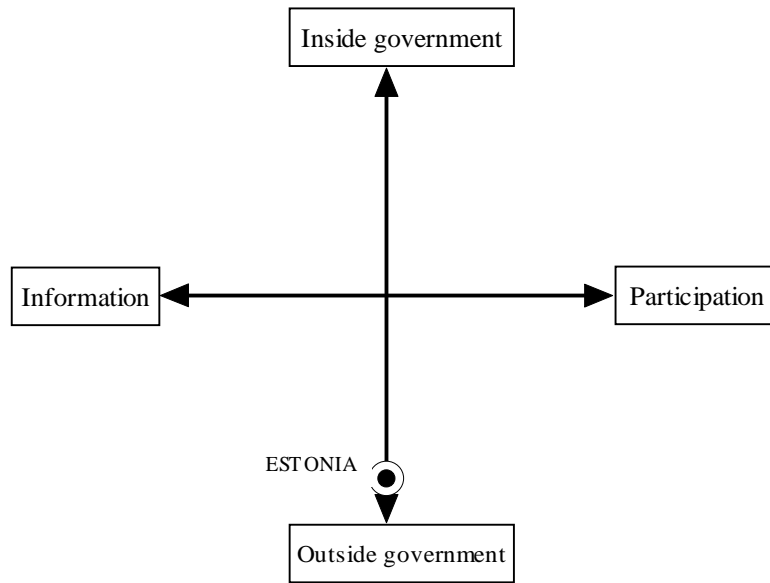 Inside government
Information
Participation
ESTONIA
Outside government